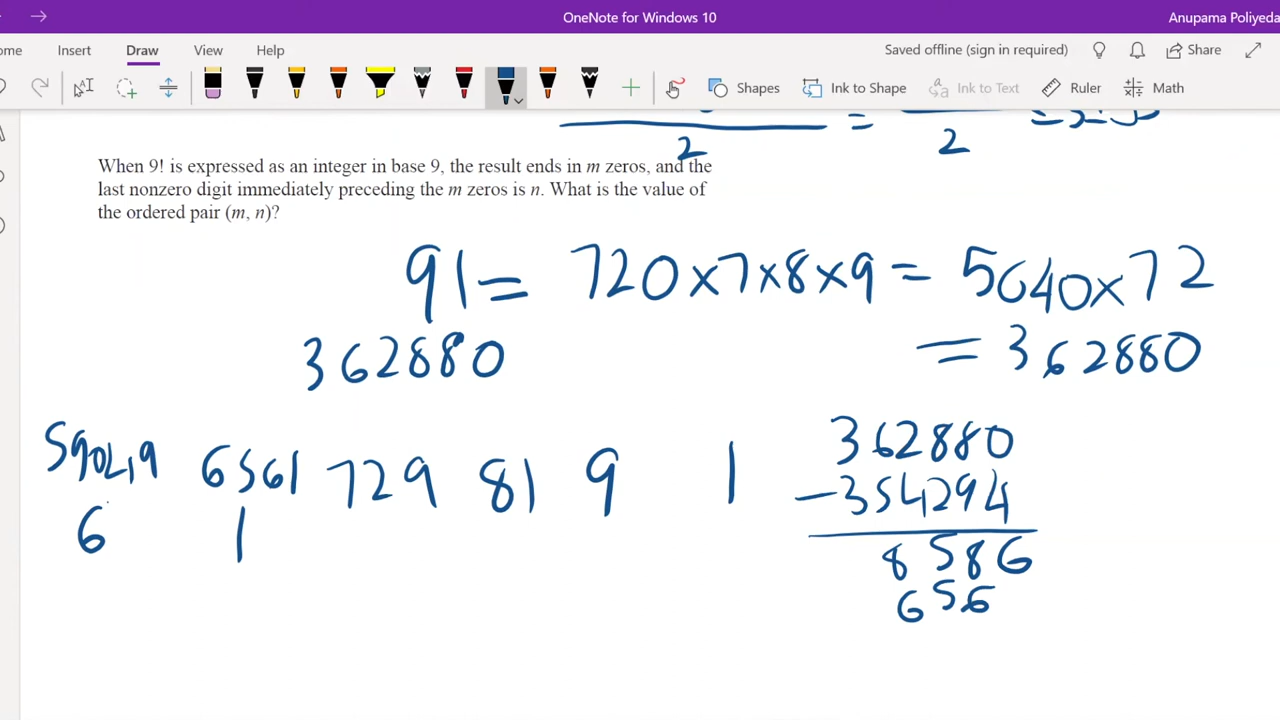 OneNote for Windows 10
Anupama Poliyeda
ome Insert Draw View Help
Saved offline (sign in required) Share
Shapes Ink to Shape Ink to Text Ruler Math
2 = 2
When 9! is expressed as an integer in base 9, the result ends in m zeros, and the
last nonzero digit immediately preceding the m zeros is n. What is the value of
the ordered pair (m, n)?
9! = 720×7×8×9 = 5040×72
362880 = 362880
59049 6561 729 81 9 1
6 1
362880
-354294
8586
656